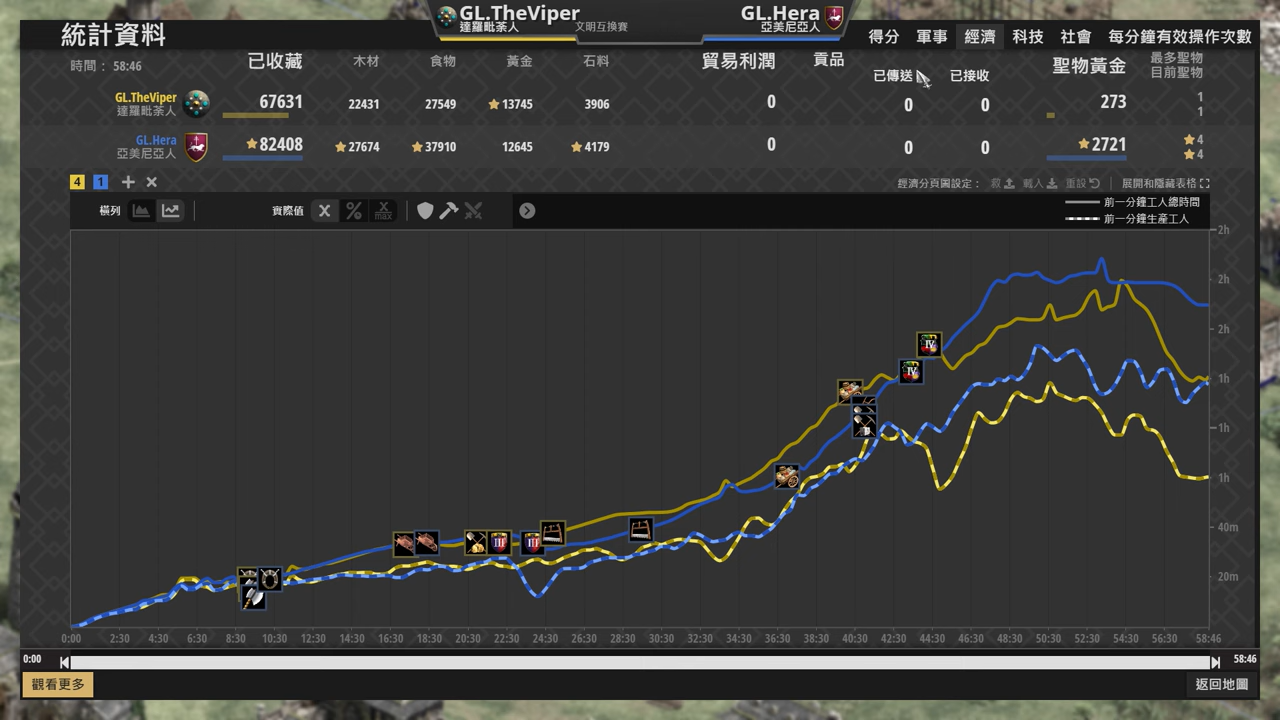 GL.TheViper
達羅毗荼人
文明互換賽
GL.Hera
亞美尼亞人
統計資料
得分 軍事 經濟 科技 社會 每分鐘有效操作次數
時間： 58:46
已收藏 木材 食物 黃金 石料 貿易利潤 貢品 已傳送 已接收 聖物黃金 最多聖物
目前聖物
GL.TheViper
達羅毗荼人
67631 22431 27549 13745 3906 0 0 0 273 1
1
GL.Hera
亞美尼亞人
82408 27674 37910 12645 4179 0 0 0 2721 4
4
4 1
經濟分頁圖設定： 載入 重設 展開和隱藏表格
橫列 實際值 X % X max
前一分鐘工人總時間
前一分鐘生產工人
2h
2h
2h
1h
1h
1h
40m
20m
IV
IV
III III
0:00 2:30 4:30 6:30 8:30 10:30 12:30 14:30 16:30 18:30 20:30 22:30 24:30 26:30 28:30 30:30 32:30 34:30 36:30 38:30 40:30 42:30 44:30 46:30 48:30 50:30 52:30 54:30 56:30 58:46
0:00 58:46
觀看更多 返回地圖